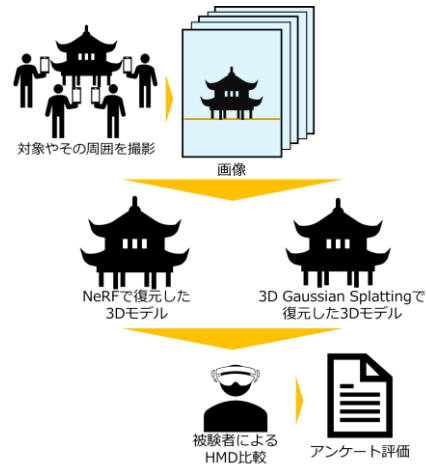 対象やその周囲を撮影
画像
NeRFで復元した
3Dモデル
3D Gaussian Splattingで
復元した3Dモデル
被験者による
HMD比較
アンケート評価